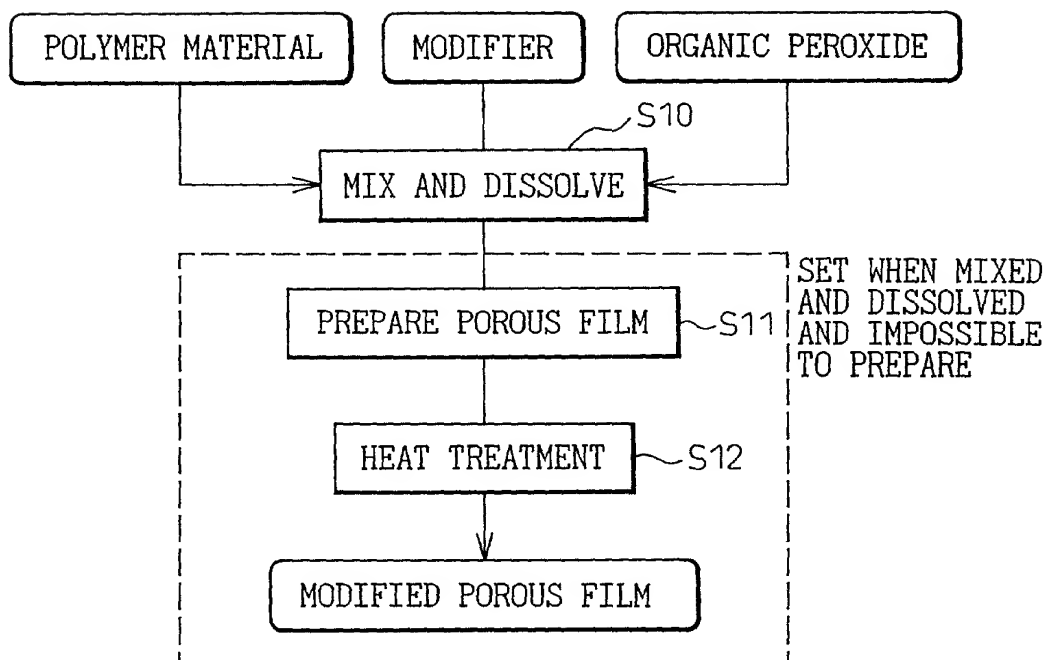 POLYMER MATERIAL
MODIFIER
ORGANIC PEROXIDE
S10
MIX AND DISSOLVE
SET WHEN MIXED
AND DISSOLVED
AND IMPOSSIBLE
TO PREPARE
PREPARE POROUS FILM
S11
HEAT TREATMENT
S12
MODIFIED POROUS FILM